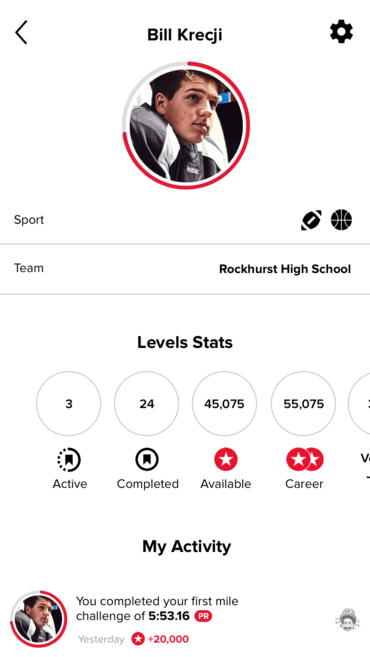 Bill Krecji
Sport
Team Rockhurst High School
Levels Stats
3 24 45,075 55,075
Active Completed Available Career
My Activity
You completed your first mile
challenge of 5:53.16 PR
Yesterday +20,000